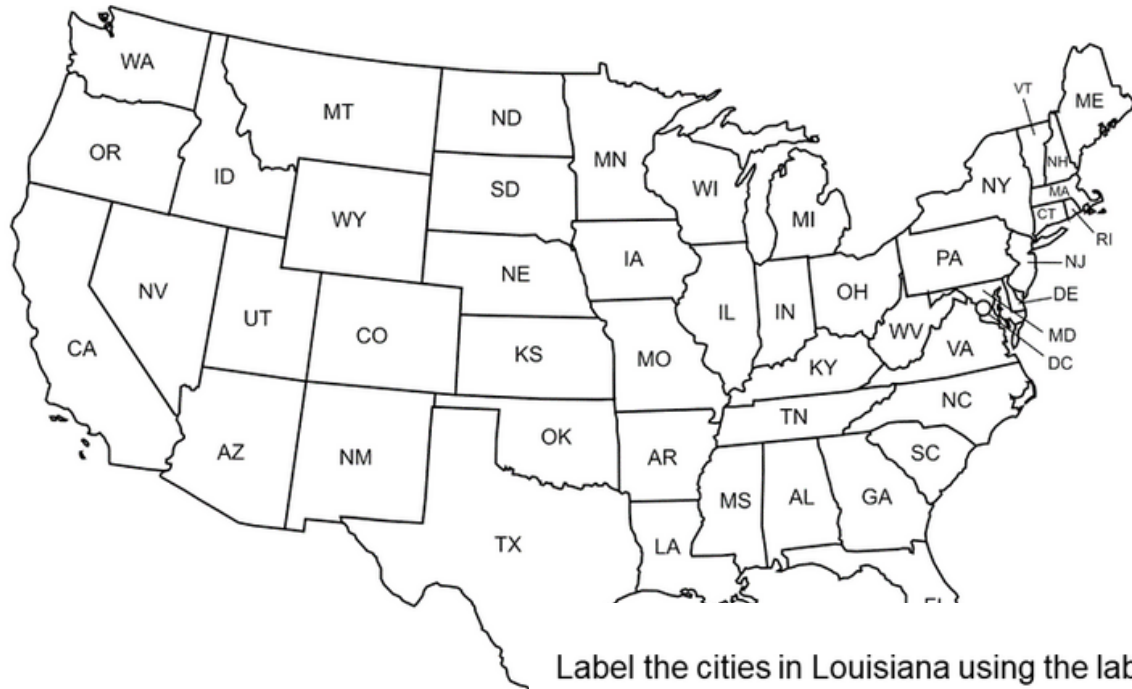 WA
MT
ND
MN
VT
ME
OR
ID
SD
WI
MI
NY
NH
MA
CT
RI
WY
IA
PA
NJ
NV
NE
IL
IN
OH
DE
UT
CO
CA
KS
MO
WV
VA
MD
DC
KY
NC
TN
AZ
NM
OK
AR
SC
MS
AL
GA
TX
LA
Label the cities in Louisiana using the lab